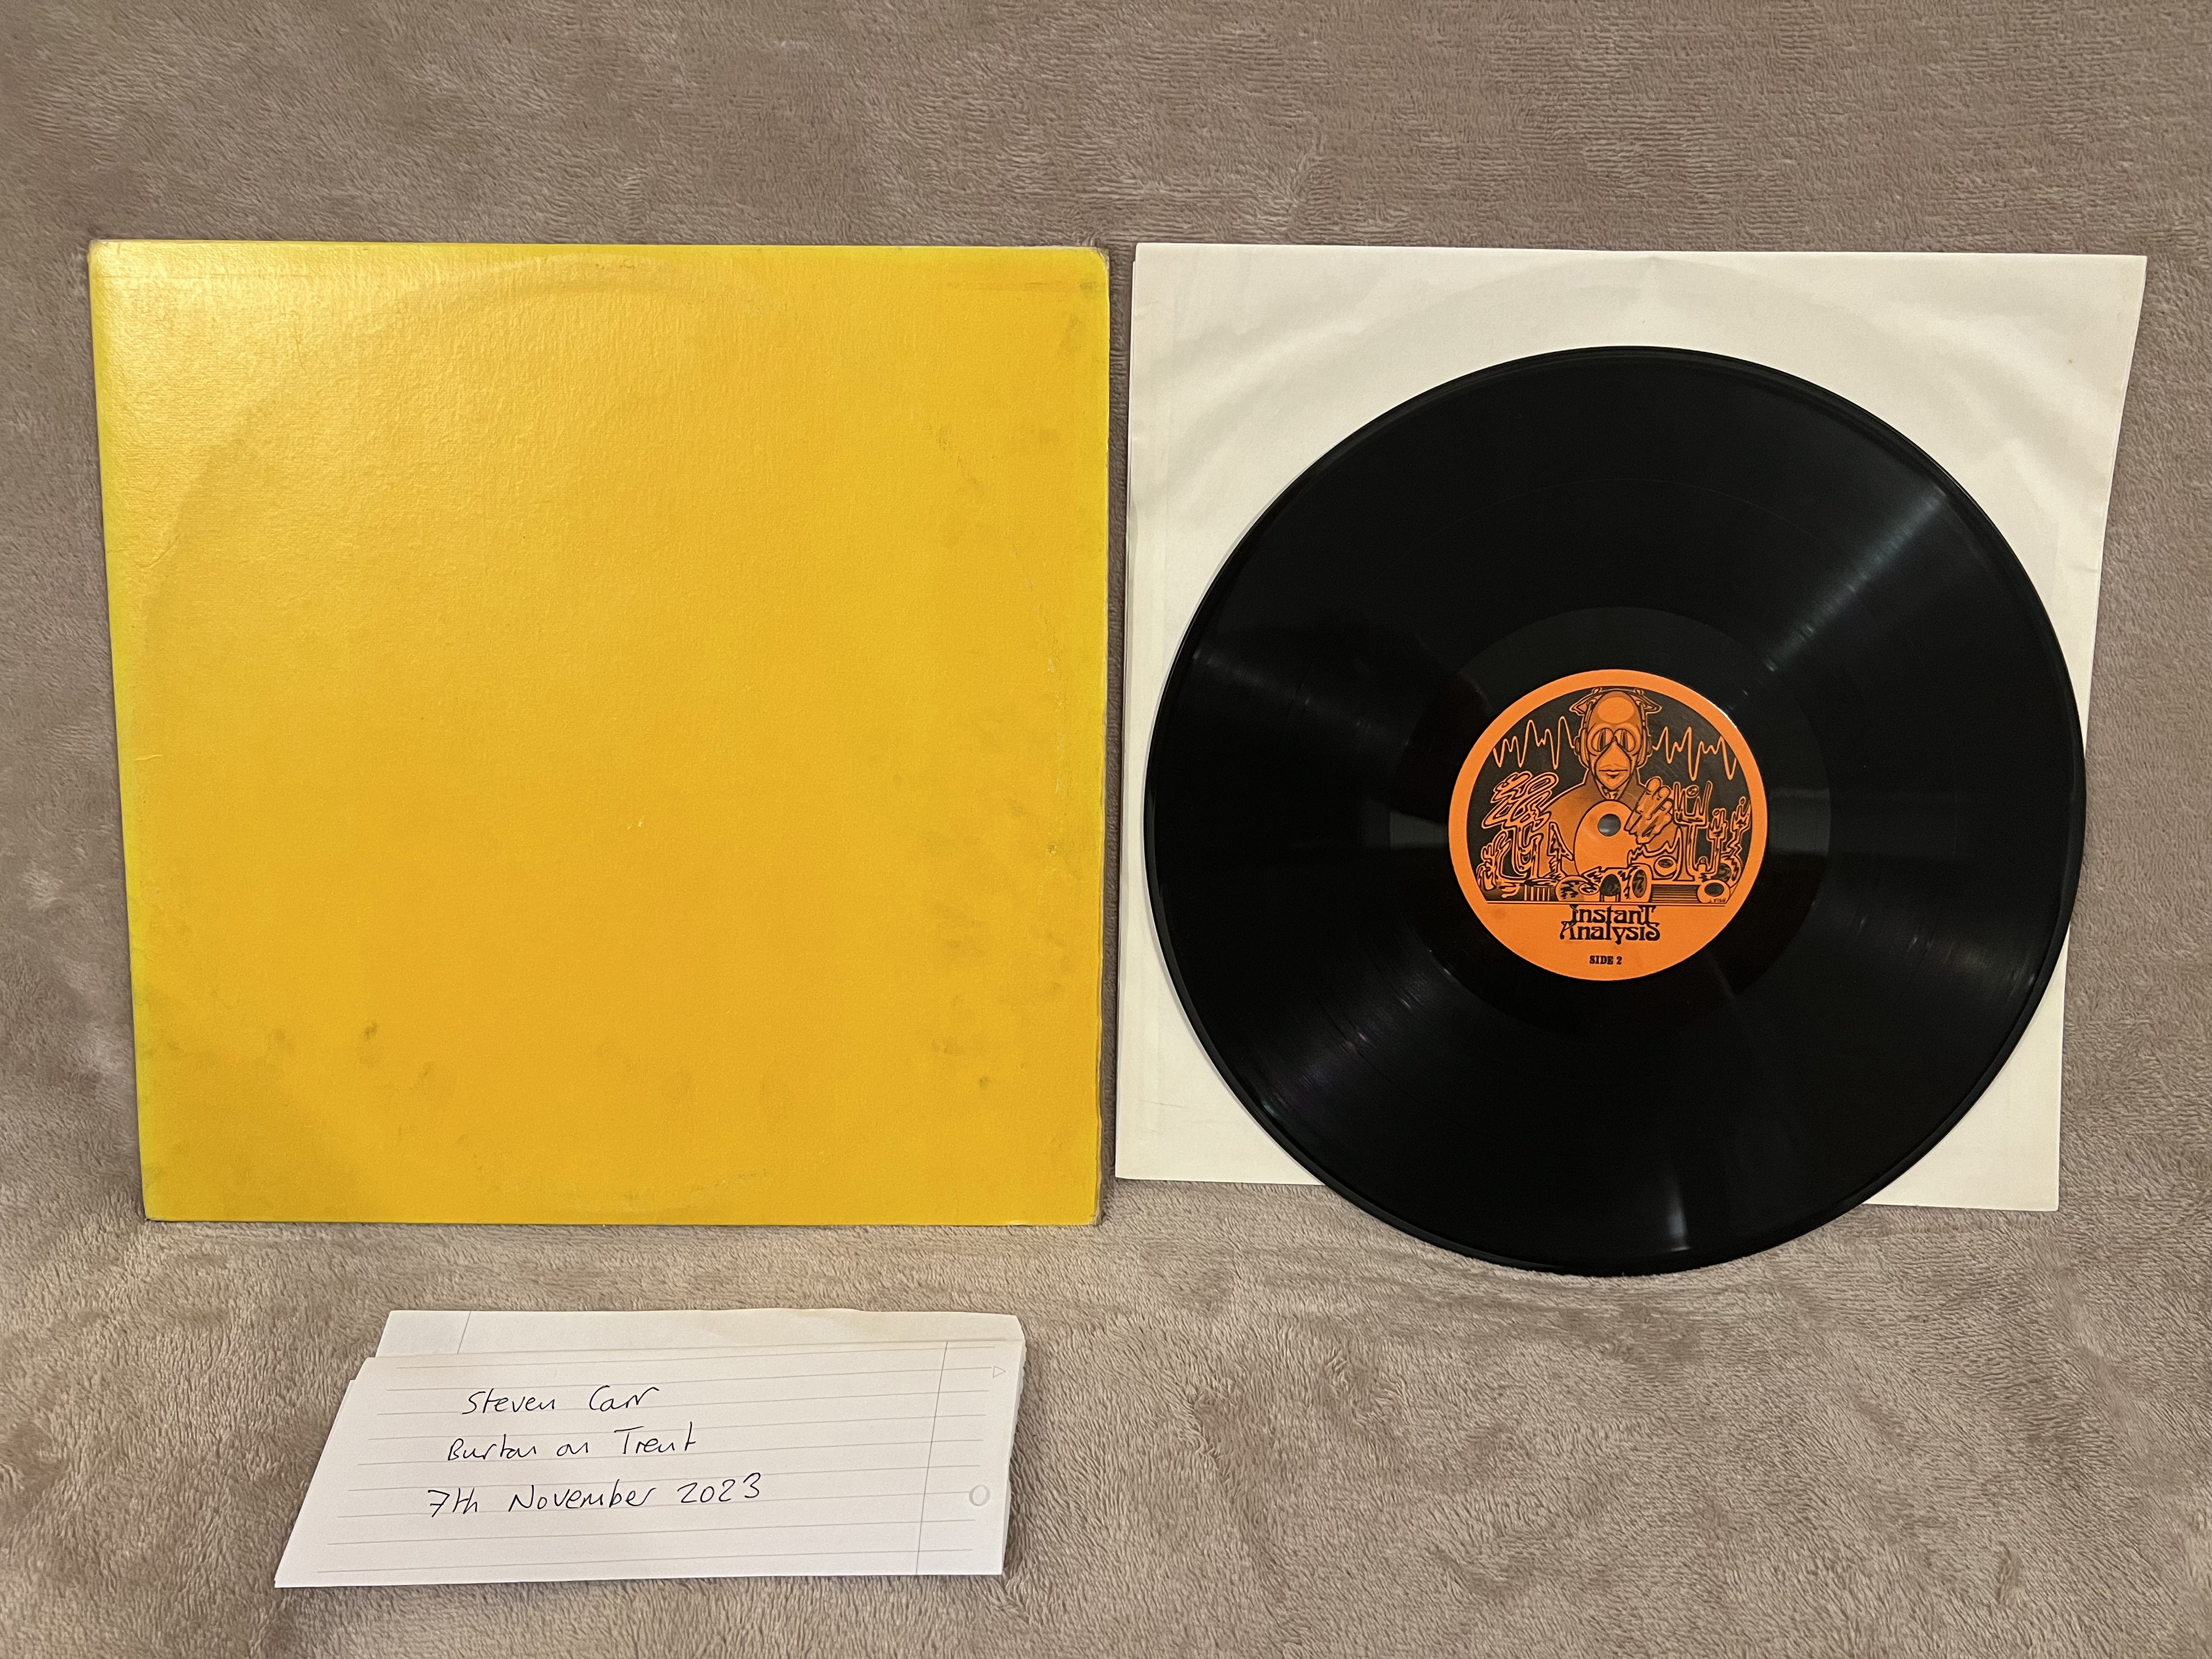 Instant
Analysis
SIDE 2
Steven Carr
Burton on Trent
7th November 2023